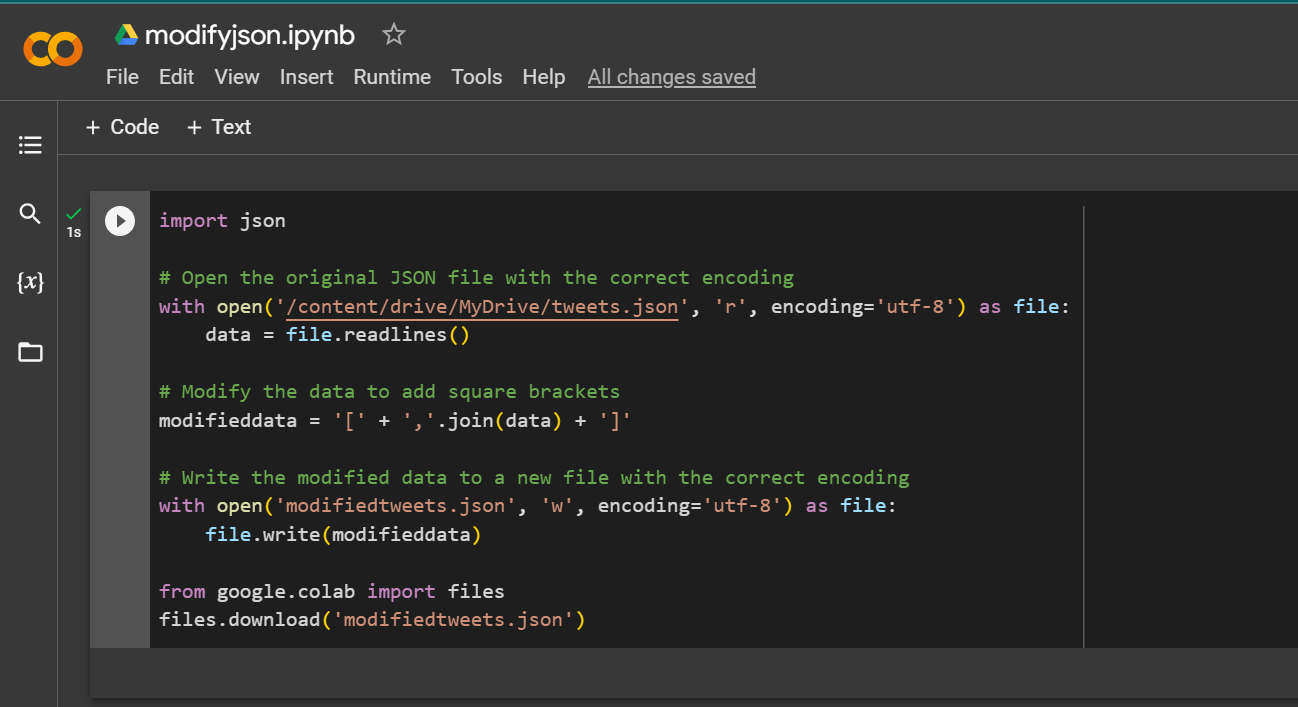 modifyjson.ipynb
File Edit View Insert Runtime Tools Help All changes saved
+ Code + Text
{x}
1s
import json
# Open the original JSON file with the correct encoding
with open('/content/drive/MyDrive/tweets.json', 'r', encoding='utf-8') as file:
    data = file.readlines()
# Modify the data to add square brackets
modifieddata = '[' + ','.join(data) + ']'
# Write the modified data to a new file with the correct encoding
with open('modifiedtweets.json', 'w', encoding='utf-8') as file:
    file.write(modifieddata)
from google.colab import files
files.download('modifiedtweets.json')